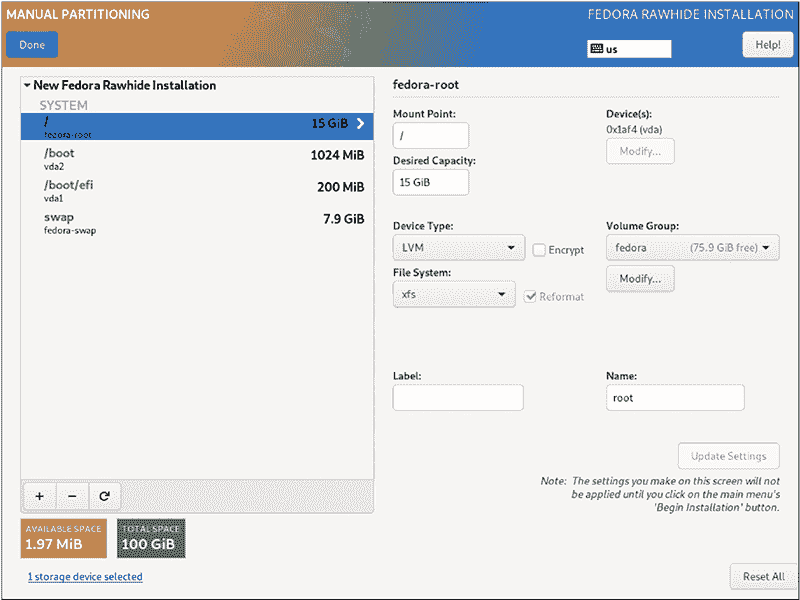 MANUAL PARTITIONING
FEDORA RAWHIDE INSTALLATION
Done
us
Help!
New Fedora Rawhide Installation
SYSTEM
/
15 GiB
fedora-root
/boot
1024 MiB
vda2
/boot/efi
200 MiB
vda1
swap
7.9 GiB
fedora-swap
+ −
AVAILABLE SPACE
1.97 MiB
TOTAL SPACE
100 GiB
1 storage device selected
fedora-root
Mount Point:
/
Device(s):
0x1af4 (vda)
Modify...
Desired Capacity:
15 GiB
Device Type:
LVM
Encrypt
Volume Group:
fedora (75.9 GiB free)
Modify...
File System:
xfs
Reformat
Label:
Name:
root
Update Settings
Note: The settings you make on this screen will not
be applied until you click on the main menu's
'Begin Installation' button.
Reset All